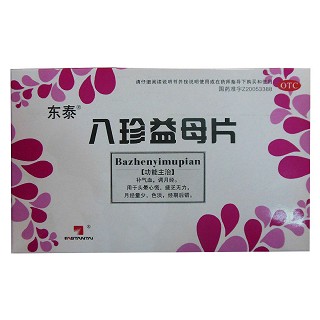 请仔细阅读说明书并按说明使用或在药师指导下购买和使用
OTC
国药准字Z20053388
东泰®
八珍益母片
Bazhenyimupian
【功能主治】
补气血，调月经。
用于头晕心慌，疲乏无力，
月经量少，色淡，经期后错。